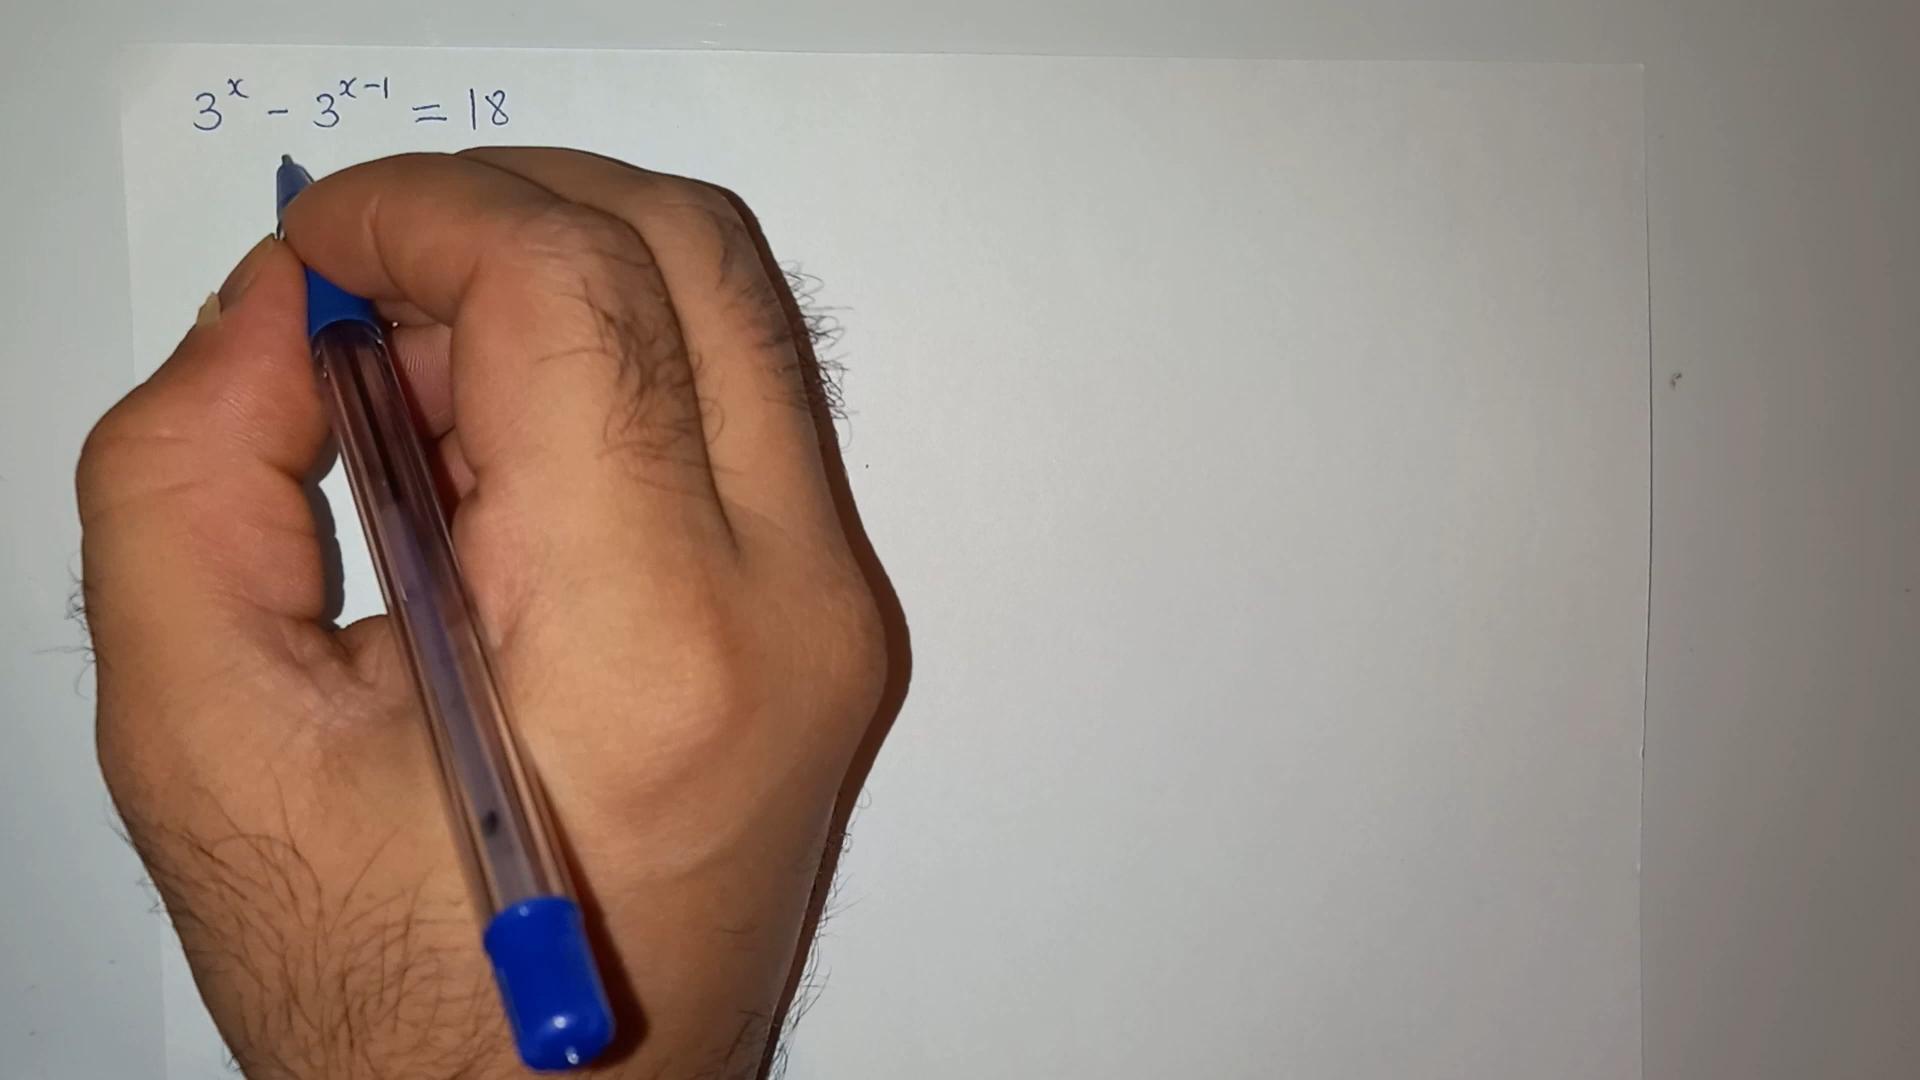 3^x - 3^{x-1} = 18